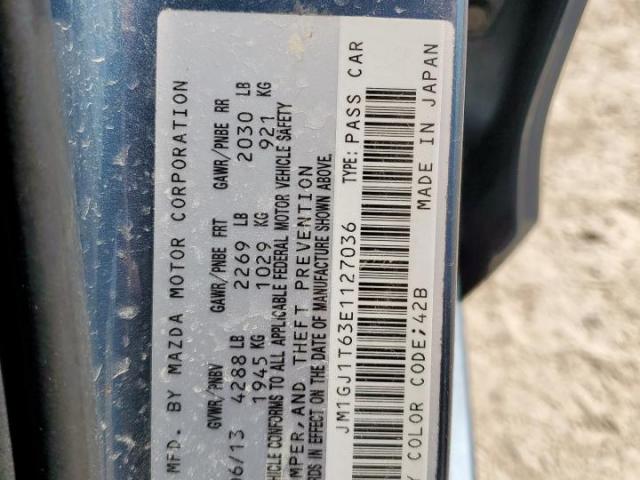 MFD. BY MAZDA MOTOR CORPORATION
GVWR/PNBV GAWR/PNBE FRT GAWR/PNBE RR
06/13 4288 LB 2269 LB 2030 LB
1945 KG 1029 KG 921 KG
CONFORMS TO ALL APPLICABLE FEDERAL MOTOR VEHICLE SAFETY
AND THEFT PREVENTION
IN EFFECT ON THE DATE OF MANUFACTURE SHOWN ABOVE.
JM1GJ1T63E1127036 TYPE: PASS CAR
COLOR CODE;42B MADE IN JAPAN